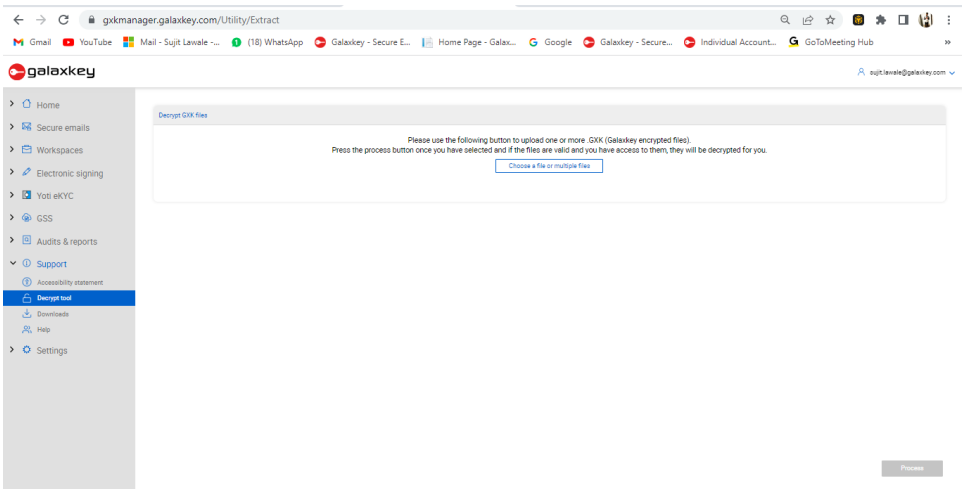 gxkmanager.galaxkey.com/Utility/Extract
Gmail YouTube Mail - Sujit Lawale -... (18) WhatsApp Galaxkey - Secure E... Home Page - Galax... Google Galaxkey - Secure... Individual Account... GoToMeeting Hub »
galaxkey
sujit.lawale@galaxkey.com
Home
Secure emails
Workspaces
Electronic signing
Yoti eKYC
GSS
Audits & reports
Support
Accessibility statement
Decrypt tool
Downloads
Help
Settings
Decrypt GXK files
Please use the following button to upload one or more .GXK (Galaxkey encrypted files).
Press the process button once you have selected and if the files are valid and you have access to them, they will be decrypted for you.
Choose a file or multiple files
Process